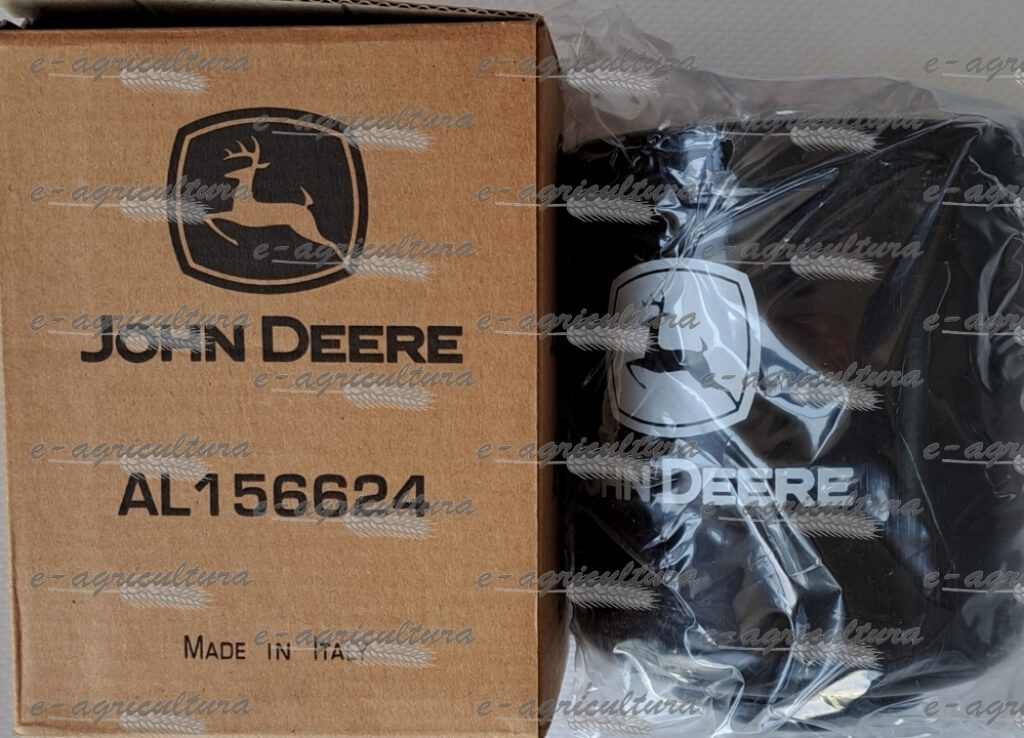 JOHN DEERE
AL156624
MADE IN ITALY
JOHN DEERE
e-agricultura